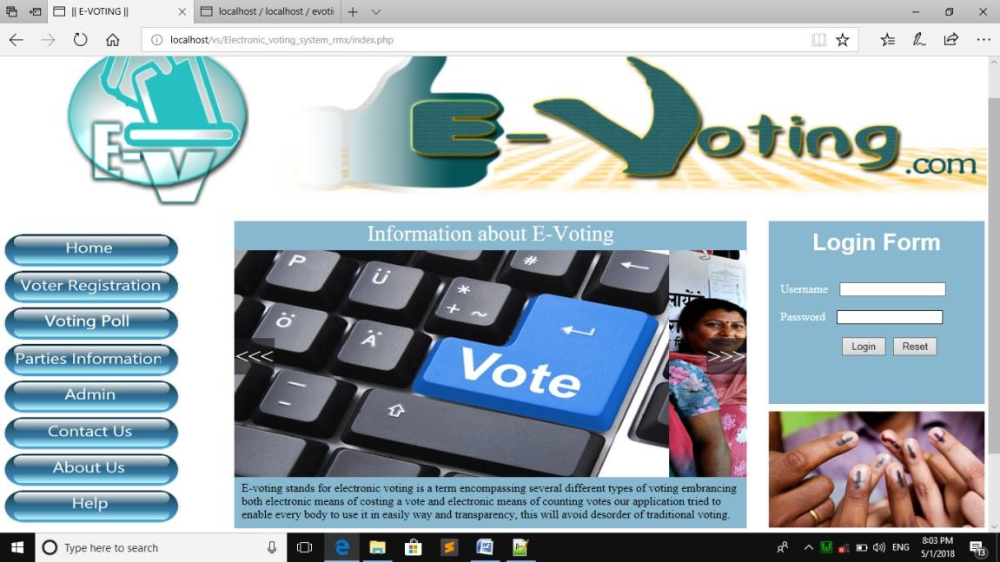 || E-VOTING ||
localhost / localhost / evoti
localhost/vs/Electronic_voting_system_rmx/index.php
E-V
E-Voting.com
Home
Voter Registration
Voting Poll
Parties Information
Admin
Contact Us
About Us
Help
Information about E-Voting
P
Ü
*
+ ~
#
Ö
Ä
Vote
<<<
>>>
E-voting stands for electronic voting is a term encompassing several different types of voting embrancing
both electronic means of costing a vote and electronic means of counting votes our application tried to
enable every body to use it in easily way and transparency, this will avoid desorder of traditional voting.
Login Form
Username
Password
Login Reset
Type here to search
ENG
8:03 PM
5/1/2018
13